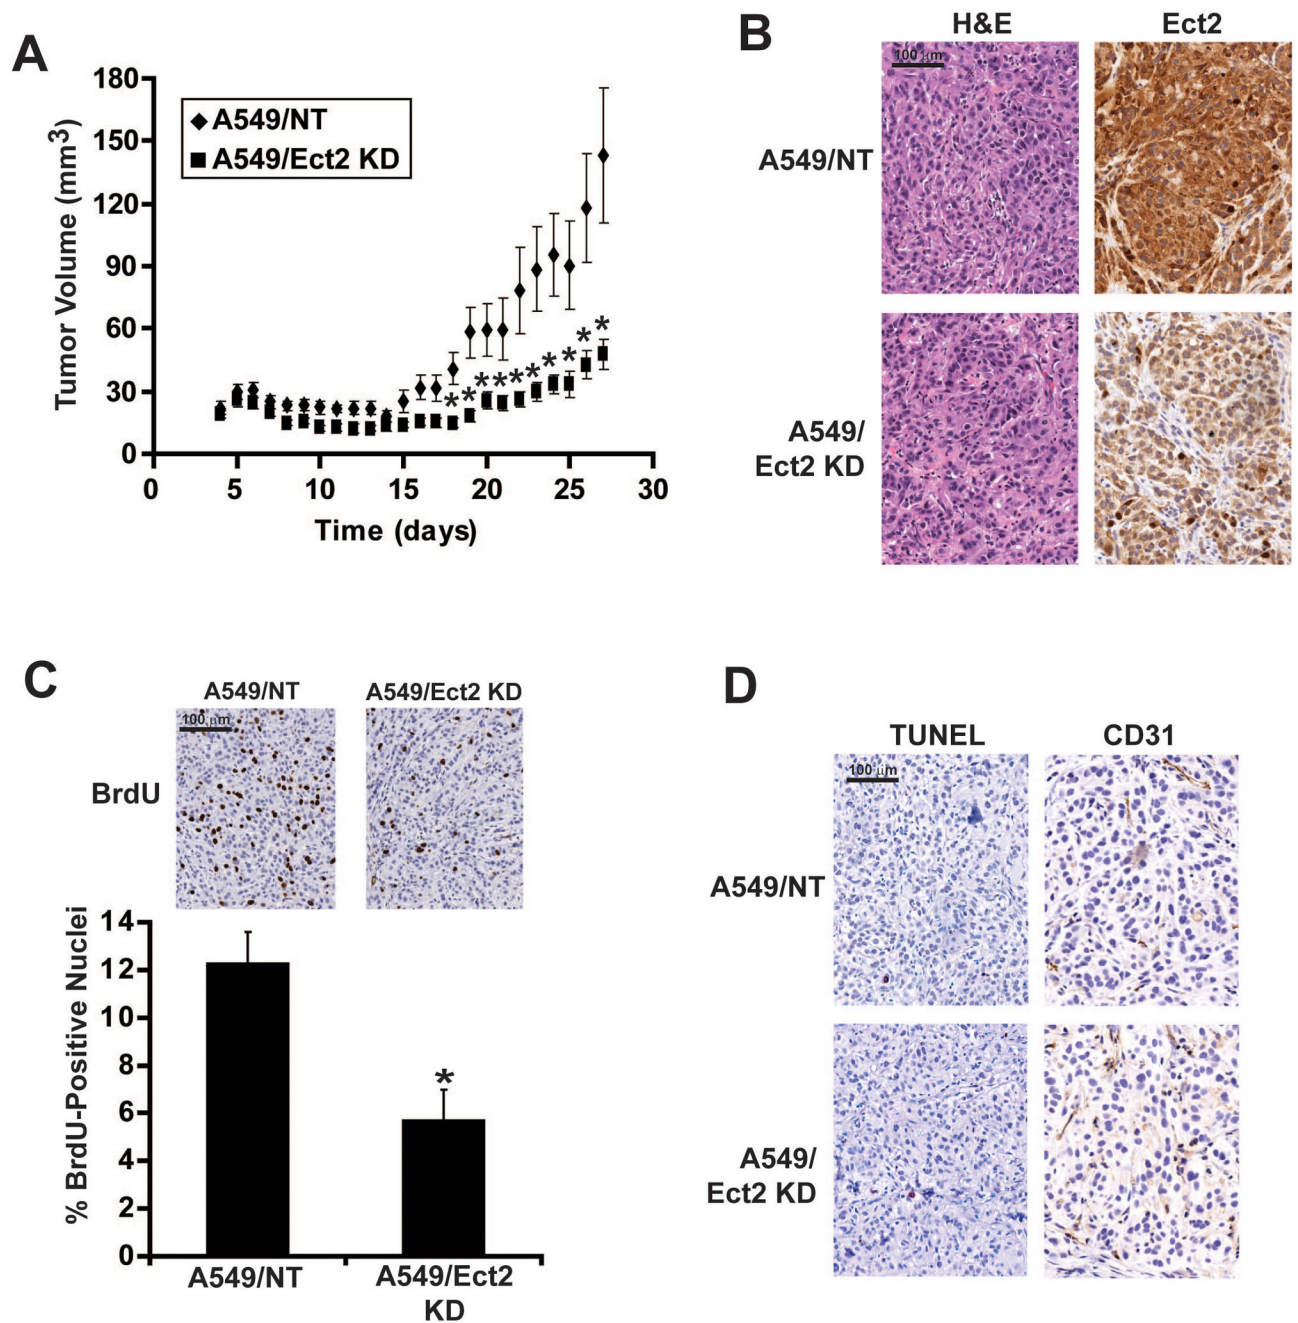 A
180
150
120
90
60
30
0
Tumor Volume (mm3)
A549/NT
A549/Ect2 KD
* * * * * * * * * *
0 5 10 15 20 25 30
Time (days)
B
H&E Ect2
100 μm
A549/NT
A549/
Ect2 KD
C
A549/NT A549/Ect2 KD
100 μm
BrdU
14
12
10
8
6
4
2
0
% BrdU-Positive Nuclei
*
A549/NT A549/Ect2
KD
D
TUNEL CD31
100 μm
A549/NT
A549/
Ect2 KD